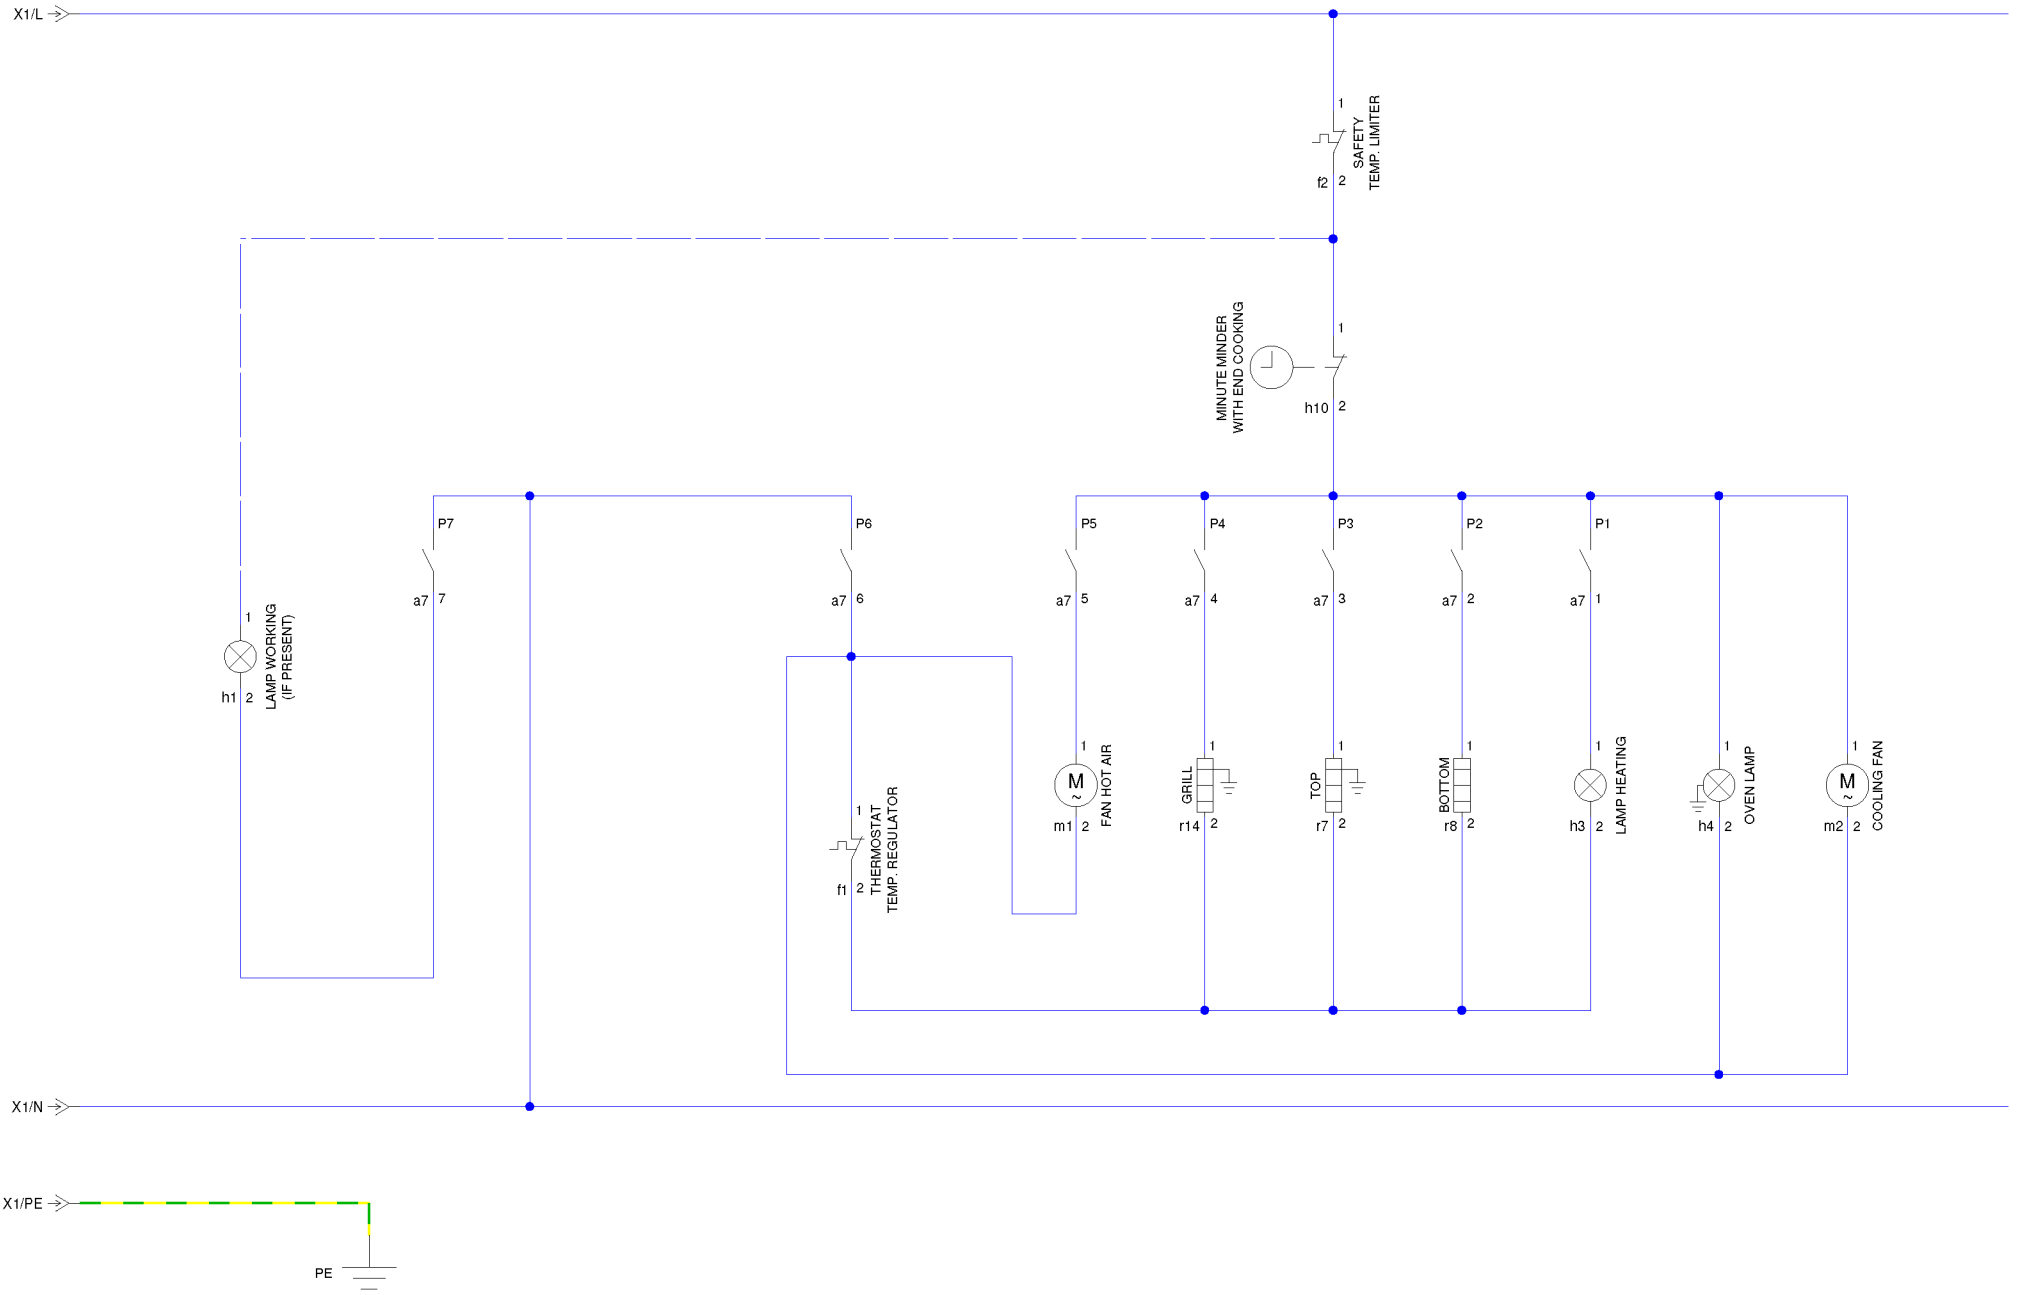 X1/L
1
SAFETY
TEMP. LIMITER
f2 2
MINUTE MINDER
WITH END COOKING
1
h10 2
P7
P6
P5
P4
P3
P2
P1
a7 7
a7 6
a7 5
a7 4
a7 3
a7 2
a7 1
1
LAMP WORKING
(IF PRESENT)
h1 2
1
THERMOSTAT
TEMP. REGULATOR
f1 2
1
M
~
FAN HOT AIR
m1 2
1
GRILL
r14 2
1
TOP
r7 2
1
BOTTOM
r8 2
1
LAMP HEATING
h3 2
1
OVEN LAMP
h4 2
1
M
~
COOLING FAN
m2 2
X1/N
X1/PE
PE